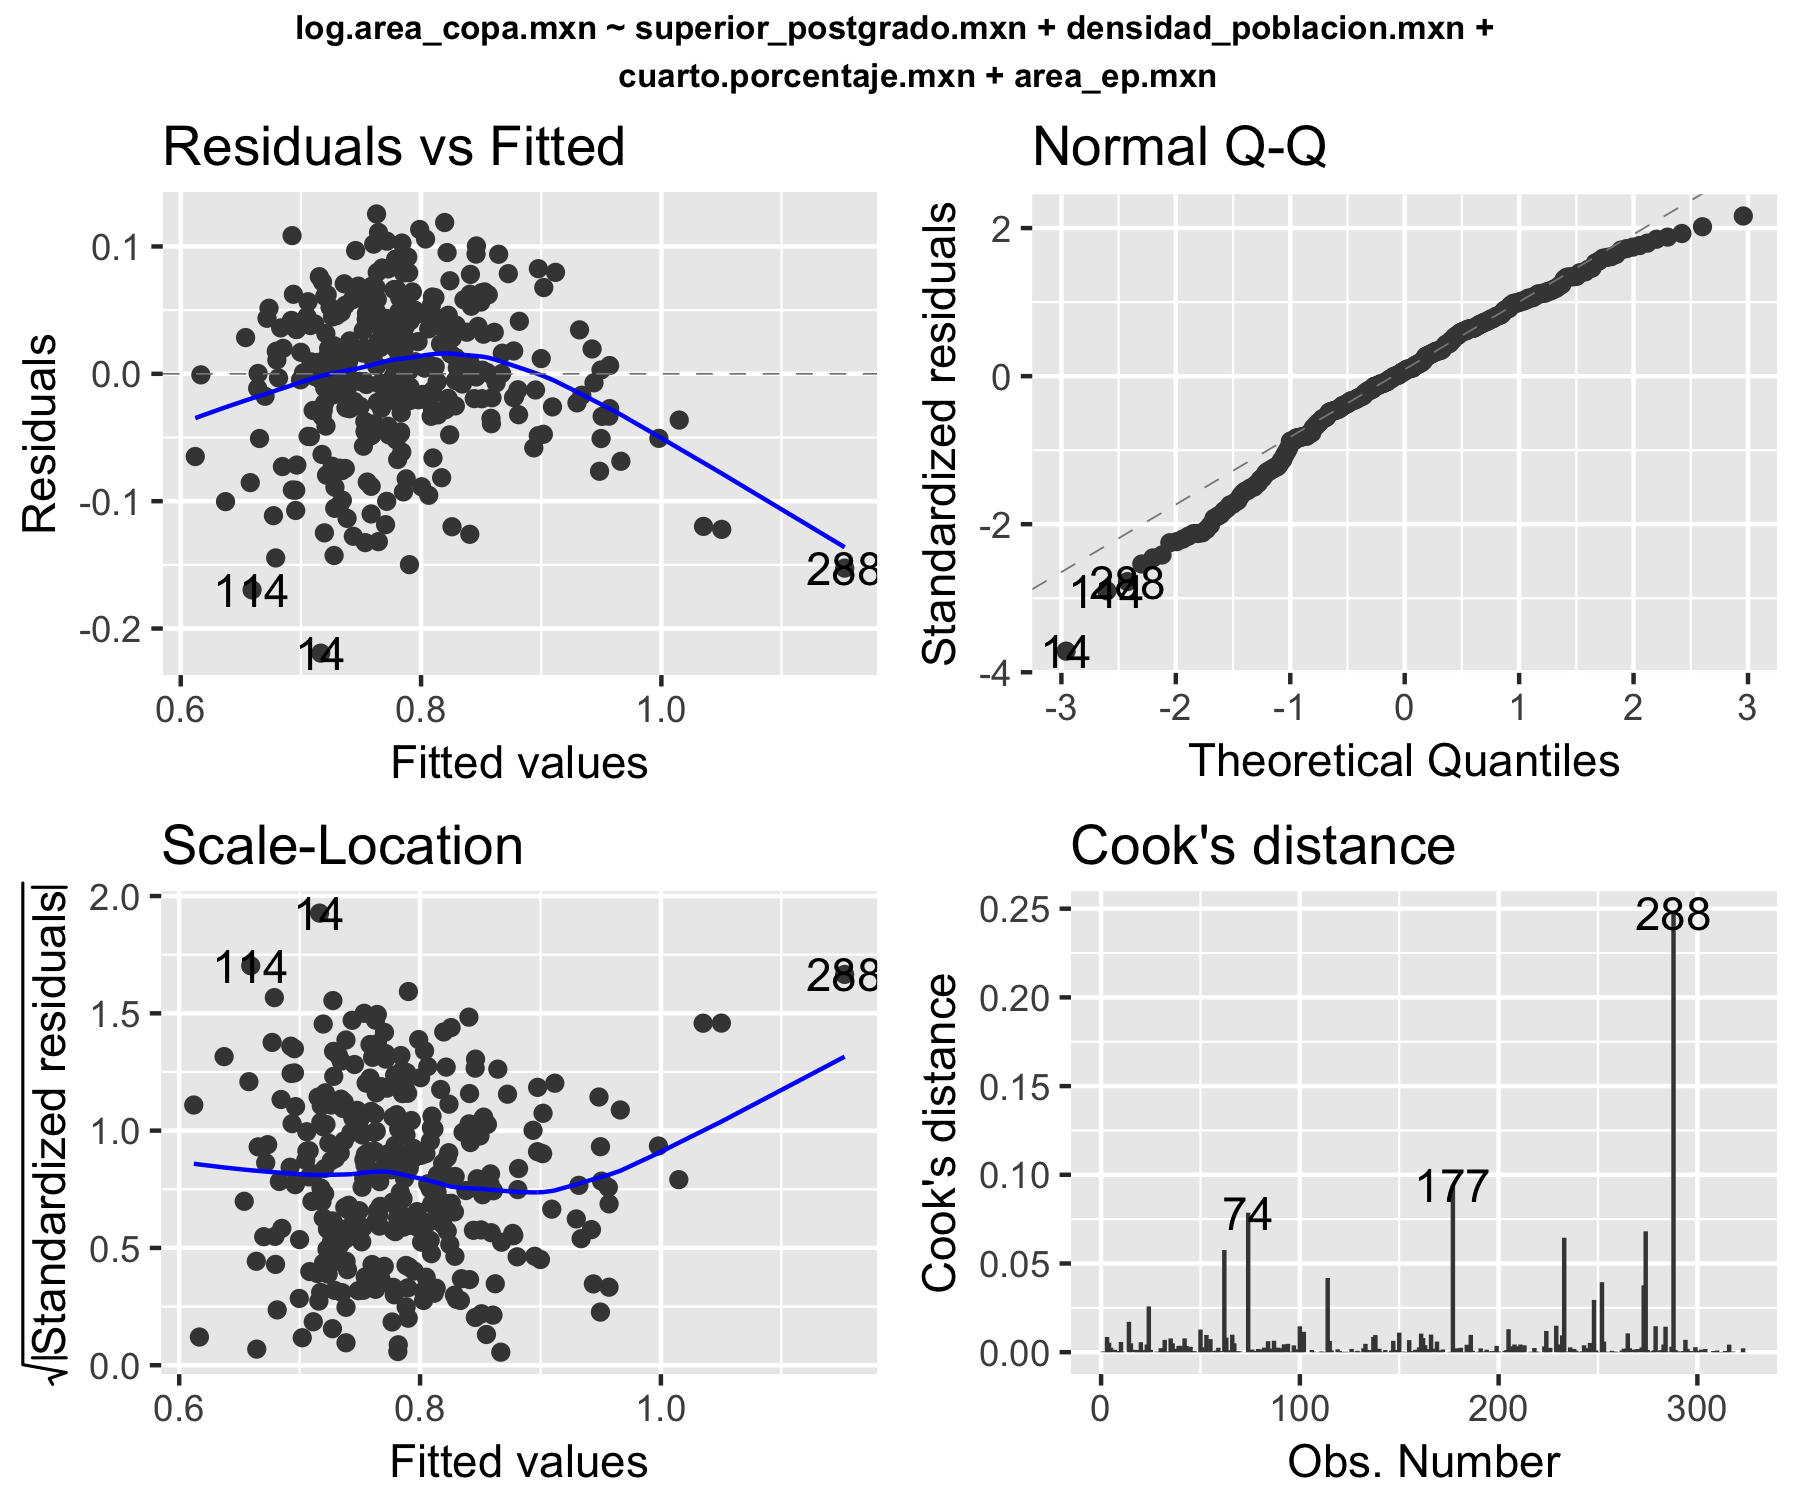 log.area_copa.mxn ~ superior_postgrado.mxn + densidad_poblacion.mxn +
cuarto.porcentaje.mxn + area_ep.mxn
Residuals vs Fitted
Residuals
0.1
0.0
-0.1
-0.2
114
14
288
0.6 0.8 1.0
Fitted values
Normal Q-Q
Standardized residuals
2
0
-2
-4
288
114
14
-3 -2 -1 0 1 2 3
Theoretical Quantiles
Scale-Location
√|Standardized residuals|
2.0
1.5
1.0
0.5
0.0
14
114
288
0.6 0.8 1.0
Fitted values
Cook's distance
Cook's distance
0.25
0.20
0.15
0.10
0.05
0.00
288
177
74
0 100 200 300
Obs. Number